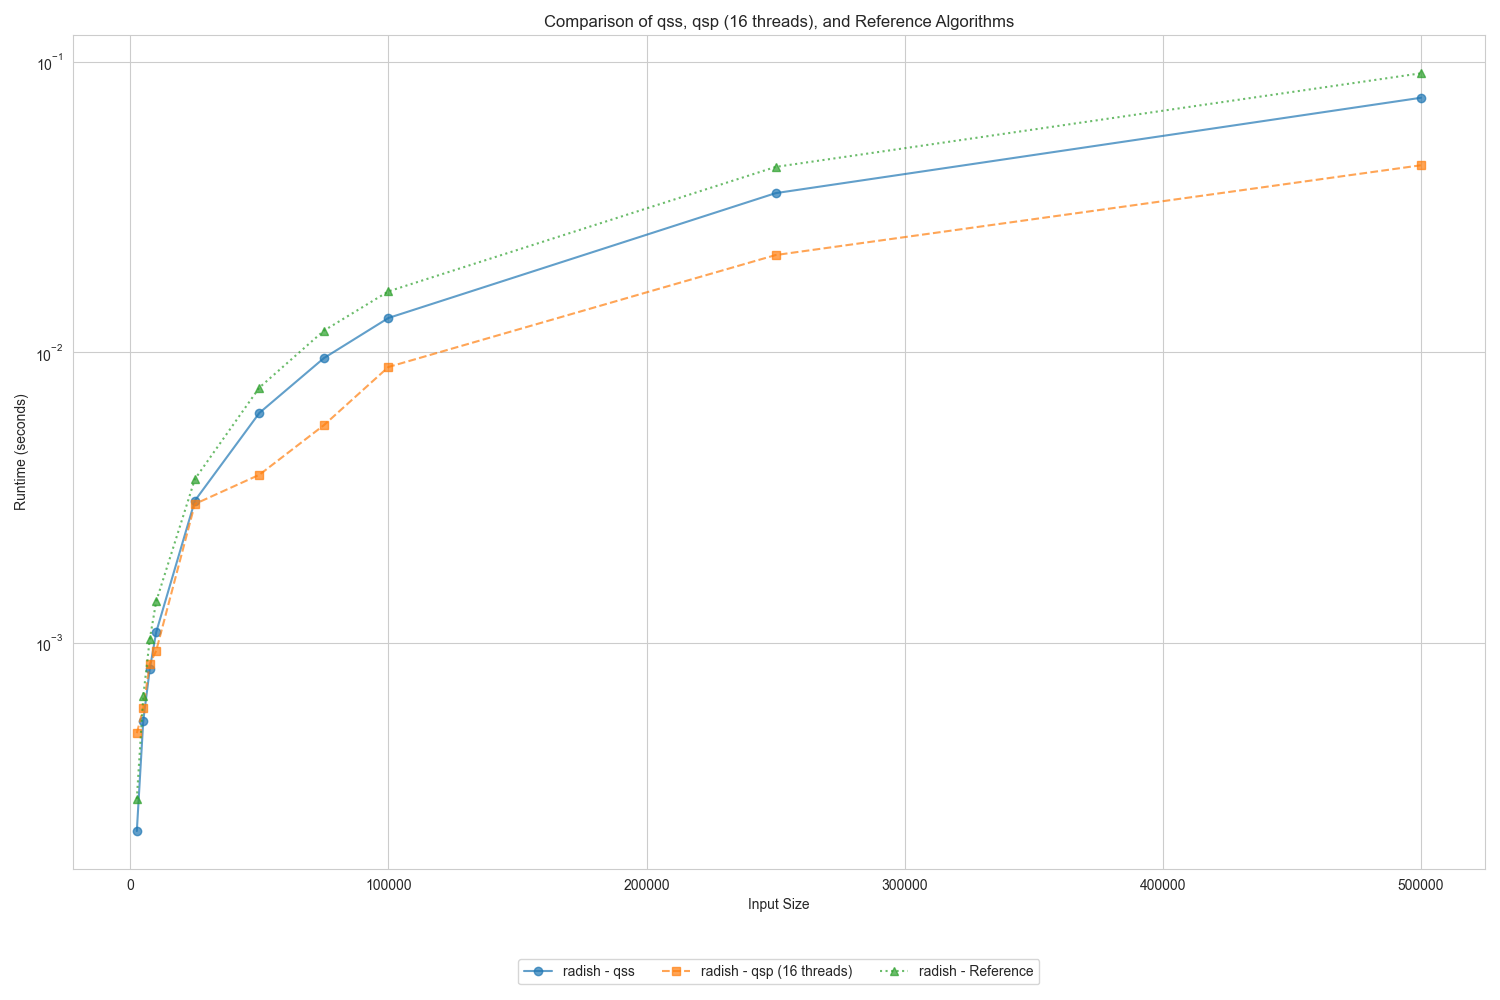 Comparison of qss, qsp (16 threads), and Reference Algorithms
10⁻¹
10⁻²
10⁻³
Runtime (seconds)
0 100000 200000 300000 400000 500000
Input Size
radish - qss radish - qsp (16 threads) radish - Reference